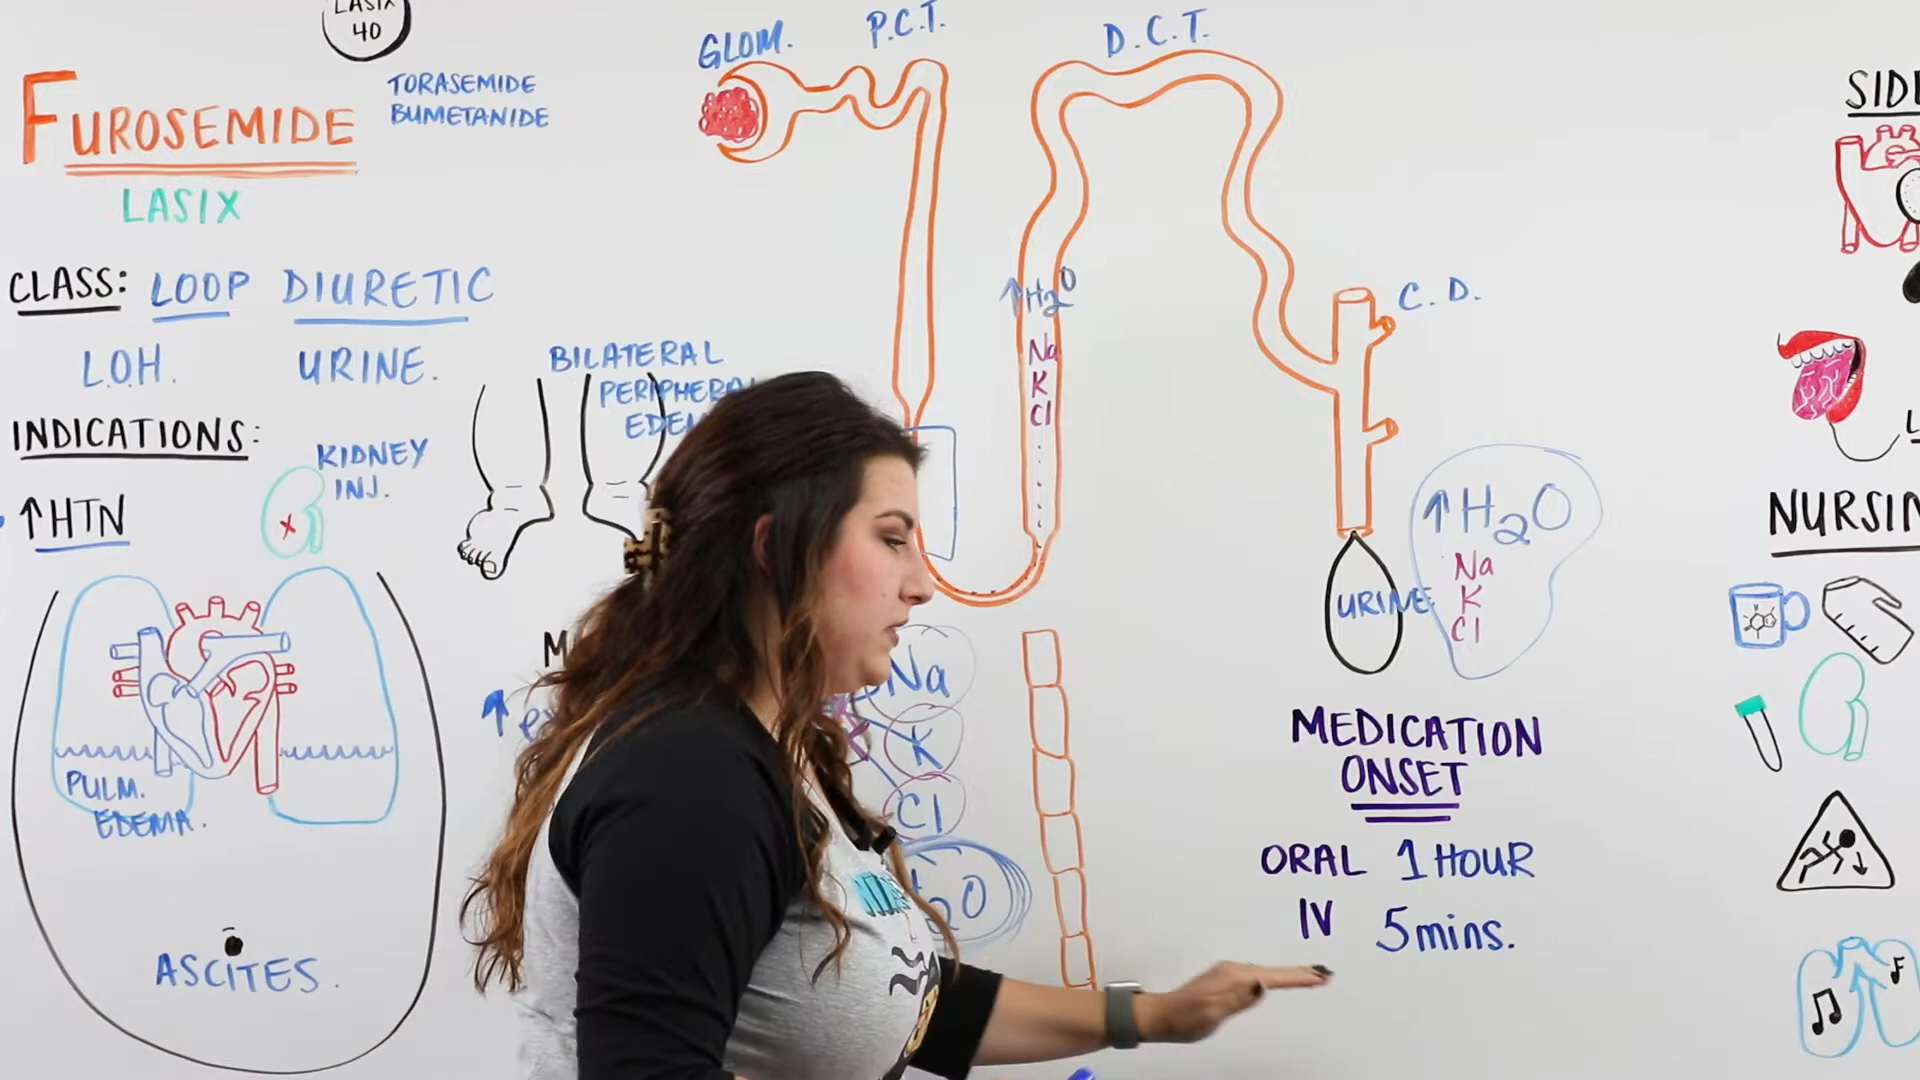 LASIX
40
FUROSEMIDE
TORASEMIDE
BUMETANIDE
LASIX
CLASS: LOOP DIURETIC
L.O.H. URINE.
INDICATIONS:
↑HTN
KIDNEY
INJ.
PULM.
EDEMA.
ASCITES.
BILATERAL
PERIPHERAL
GLOM.
P.C.T.
D.C.T.
C. D.
↑H2O
Na
K
Cl
Na
K
Cl
URINE
↑H2O
Na
K
Cl
MEDICATION
ONSET
ORAL 1 HOUR
IV 5mins.